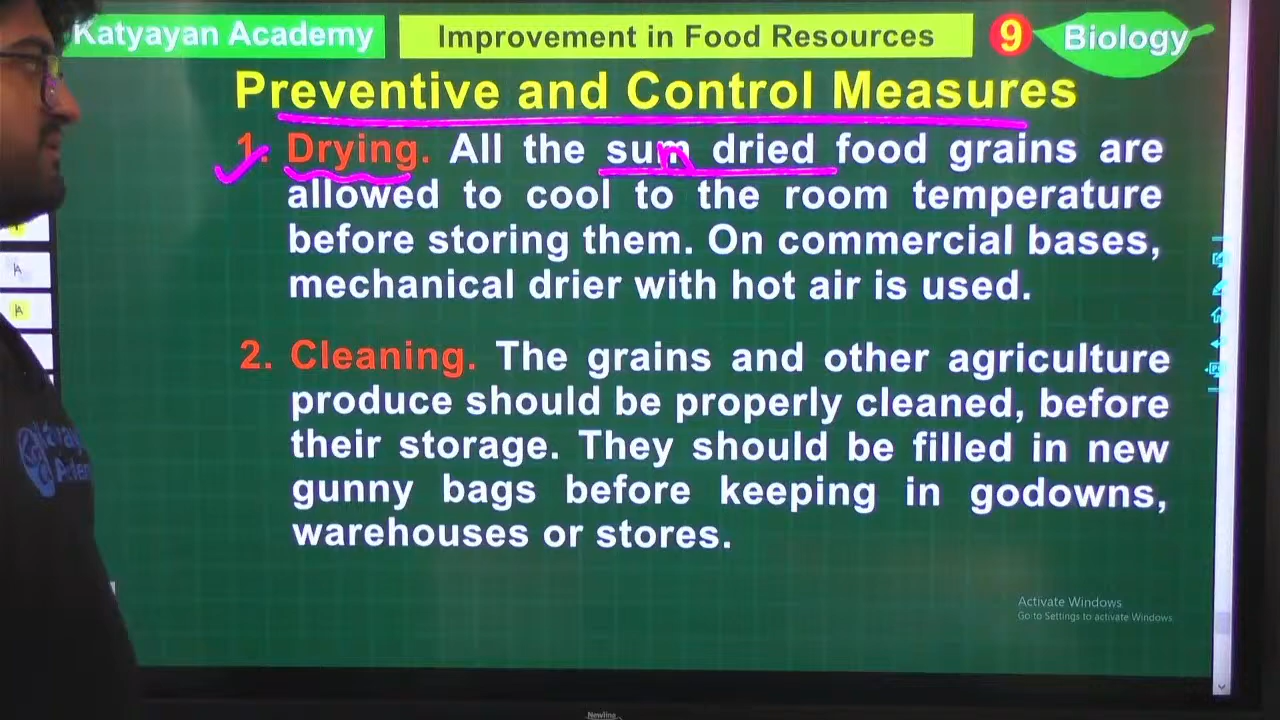 Katyayan Academy
Improvement in Food Resources
9
Biology
Preventive and Control Measures
1. Drying. All the sum dried food grains are
allowed to cool to the room temperature
before storing them. On commercial bases,
mechanical drier with hot air is used.
2. Cleaning. The grains and other agriculture
produce should be properly cleaned, before
their storage. They should be filled in new
gunny bags before keeping in godowns,
warehouses or stores.
Activate Windows
Go to Settings to activate Windows
Newline